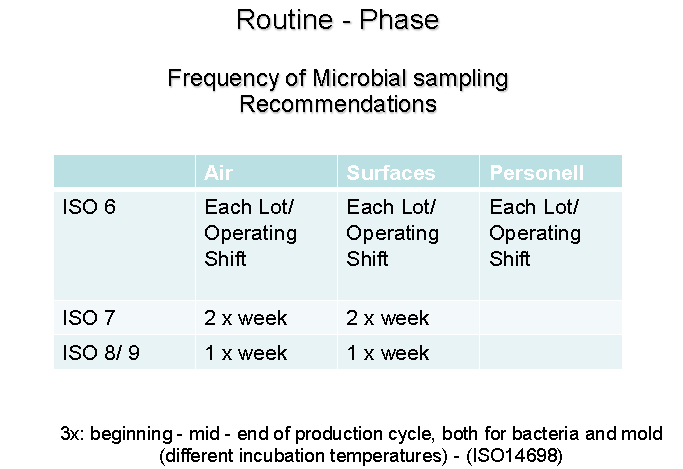 Routine - Phase
Frequency of Microbial sampling
Recommendations
Air Surfaces Personell
ISO 6 Each Lot/ Each Lot/ Each Lot/
Operating Operating Operating
Shift Shift Shift
ISO 7 2 x week 2 x week
ISO 8/ 9 1 x week 1 x week
3x: beginning - mid - end of production cycle, both for bacteria and mold
(different incubation temperatures) - (ISO14698)